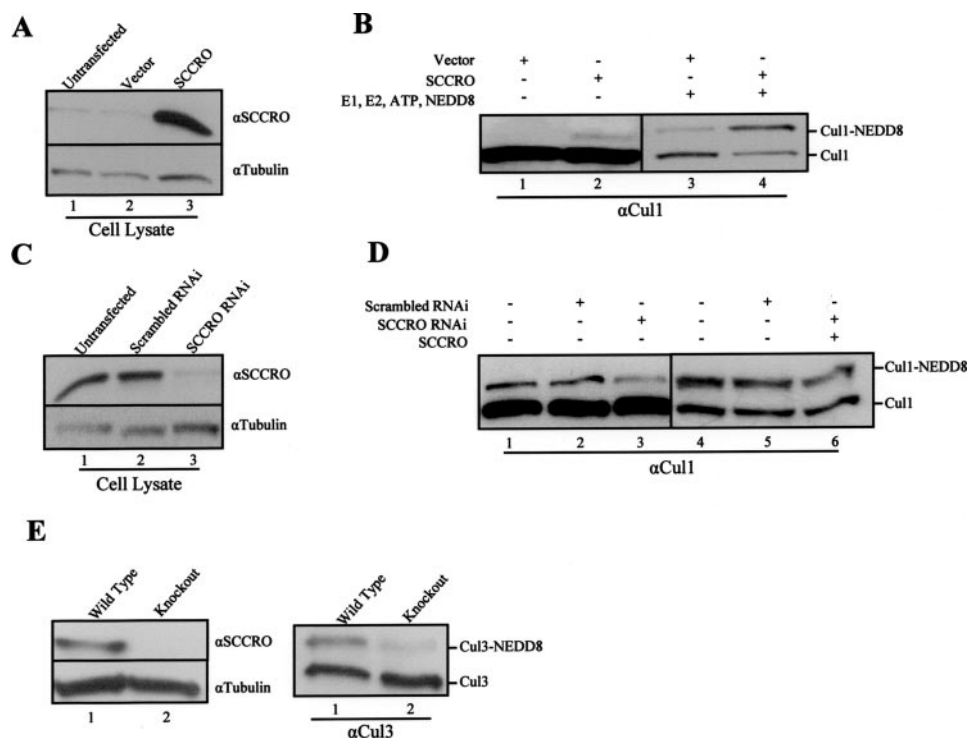 A
Untransfected Vector SCCRO
αSCCRO
αTubulin
1 2 3
Cell Lysate
B
Vector + - + -
SCCRO - + - +
E1, E2, ATP, NEDD8 - - + +
Cul1-NEDD8
Cul1
1 2 3 4
αCul1
C
Untransfected Scrambled RNAi SCCRO RNAi
αSCCRO
αTubulin
1 2 3
Cell Lysate
D
Scrambled RNAi - + - - + -
SCCRO RNAi - - + - - +
SCCRO - - - - - +
Cul1-NEDD8
Cul1
1 2 3 4 5 6
αCul1
E
Wild Type Knockout
αSCCRO
αTubulin
1 2
Wild Type Knockout
Cul3-NEDD8
Cul3
1 2
αCul3